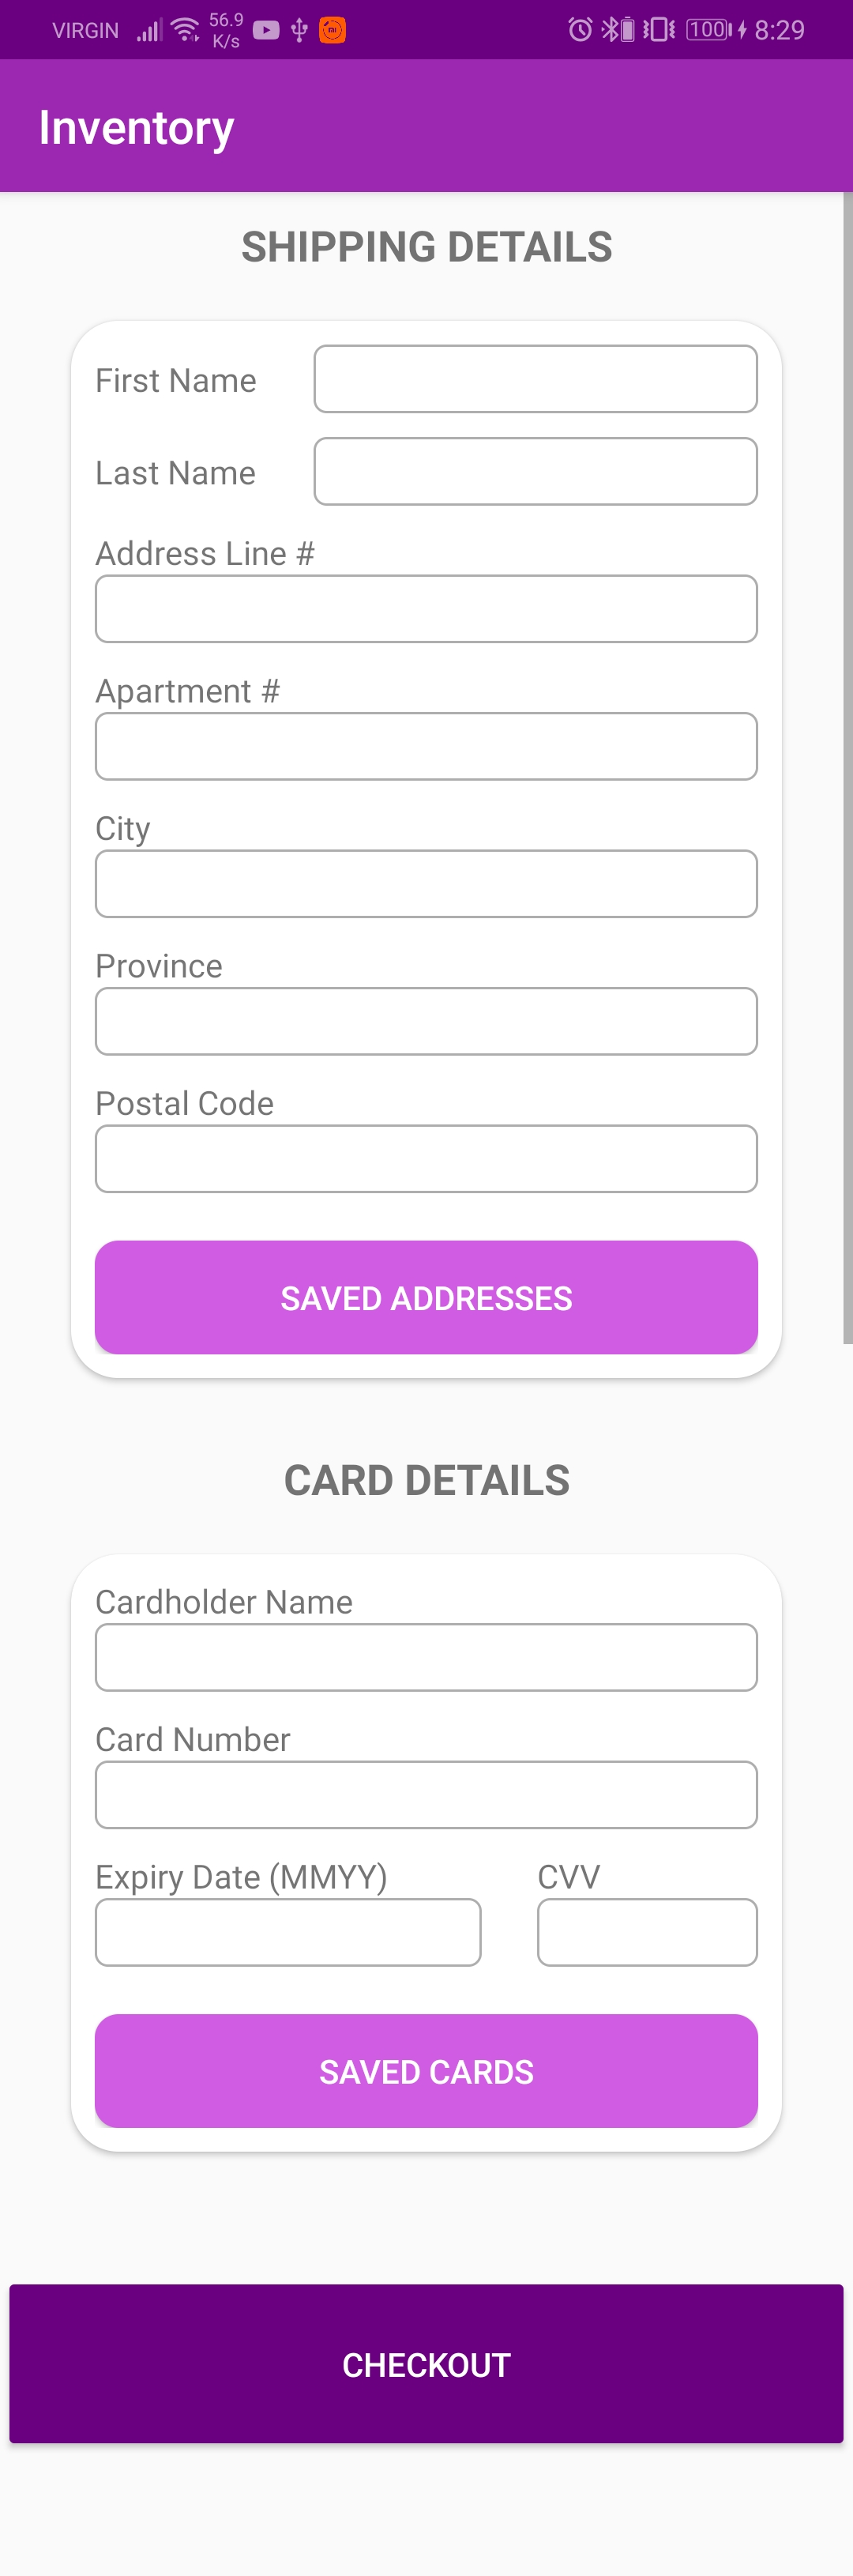 VIRGIN 56.9 K/s 100 8:29
Inventory
SHIPPING DETAILS
First Name
Last Name
Address Line #
Apartment #
City
Province
Postal Code
SAVED ADDRESSES
CARD DETAILS
Cardholder Name
Card Number
Expiry Date (MMYY) CVV
SAVED CARDS
CHECKOUT